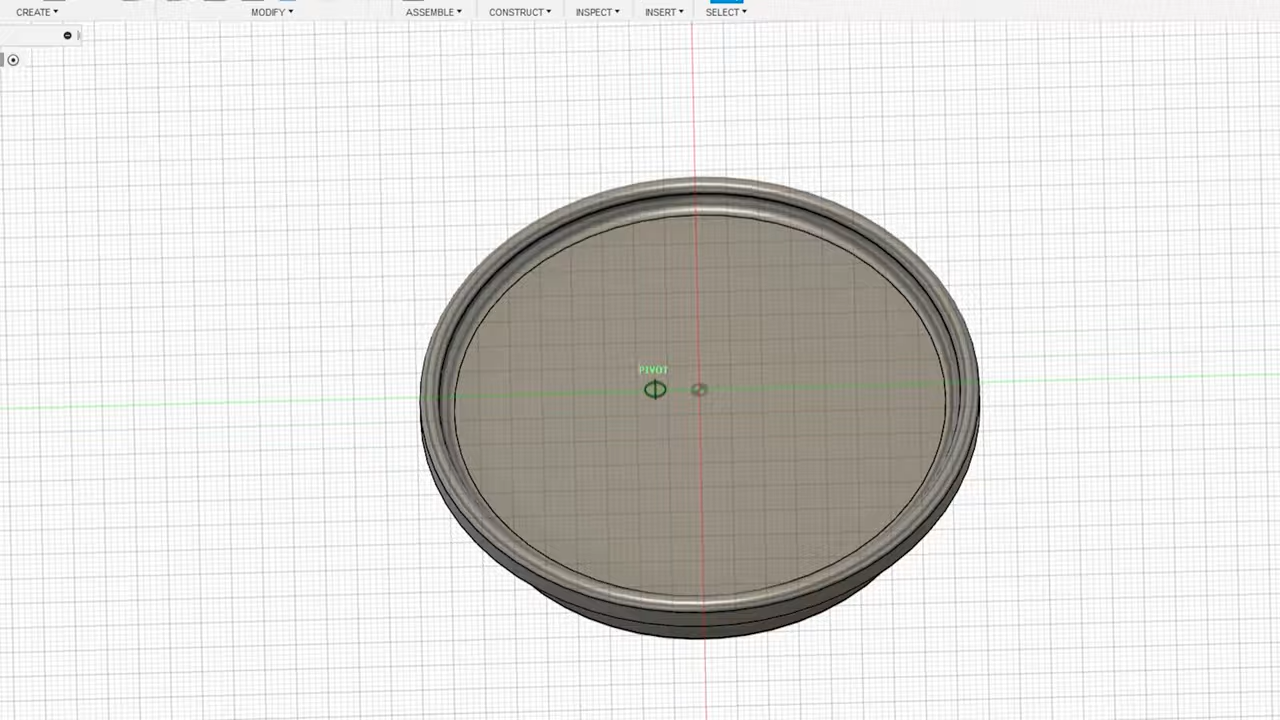 CREATE▾ MODIFY▾ ASSEMBLE▾ CONSTRUCT▾ INSPECT▾ INSERT▾ SELECT▾
PIVOT